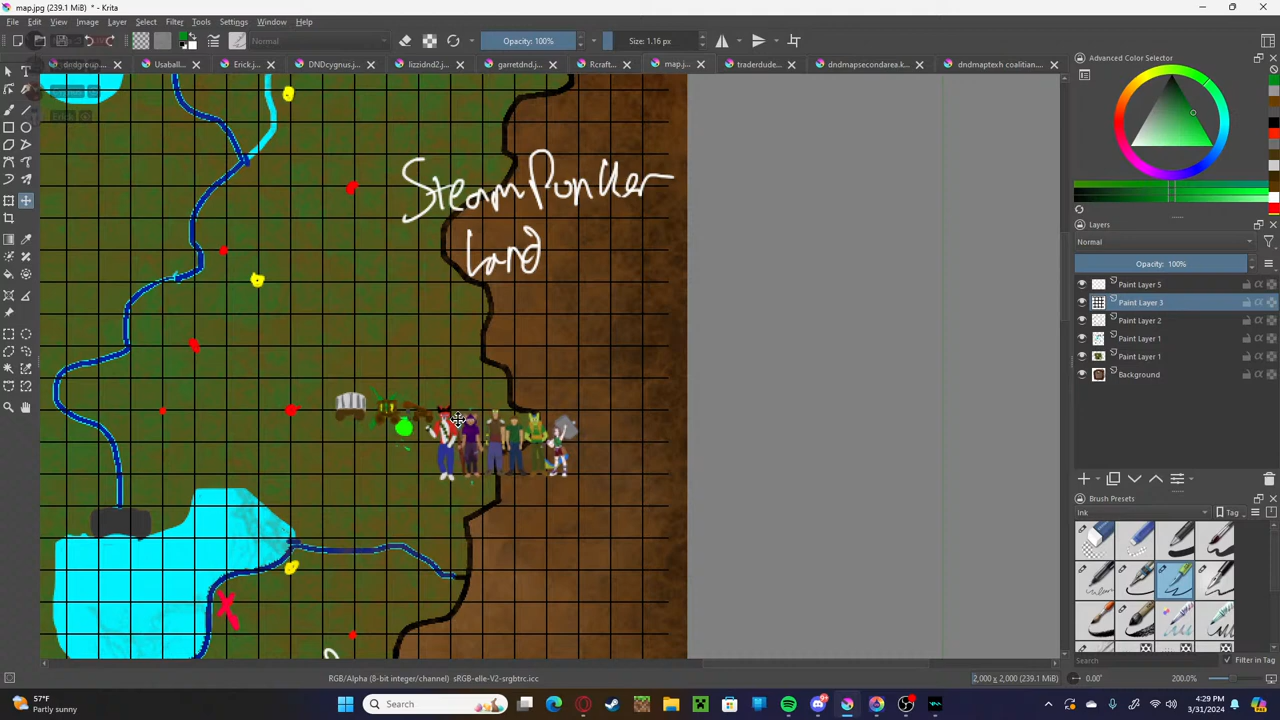 map.jpg (239.1 MiB) * - Krita
File Edit View Image Layer Select Filter Tools Settings Window Help
Normal Opacity: 100% Size: 1.16 px
dndgroup.... Usaball... Erick.j... DNDcygnus.j... lizzidnd2.j... garretdnd.j... Rcraft... map.j... traderdude... dndmapsecondarea.k... dndmaptexh coalitian....
SteamPunker
Land
Advanced Color Selector
Layers
Normal
Opacity: 100%
Paint Layer 5
Paint Layer 3
Paint Layer 2
Paint Layer 1
Paint Layer 1
Background
Brush Presets
Ink Tag
Search Filter in Tag
RGB/Alpha (8-bit integer/channel) sRGB-elle-V2-srgbtrc.icc 2,000 x 2,000 (239.1 MiB) 0.00° 200.0%
57°F
Partly sunny
Search
3:29 PM
3/31/2024